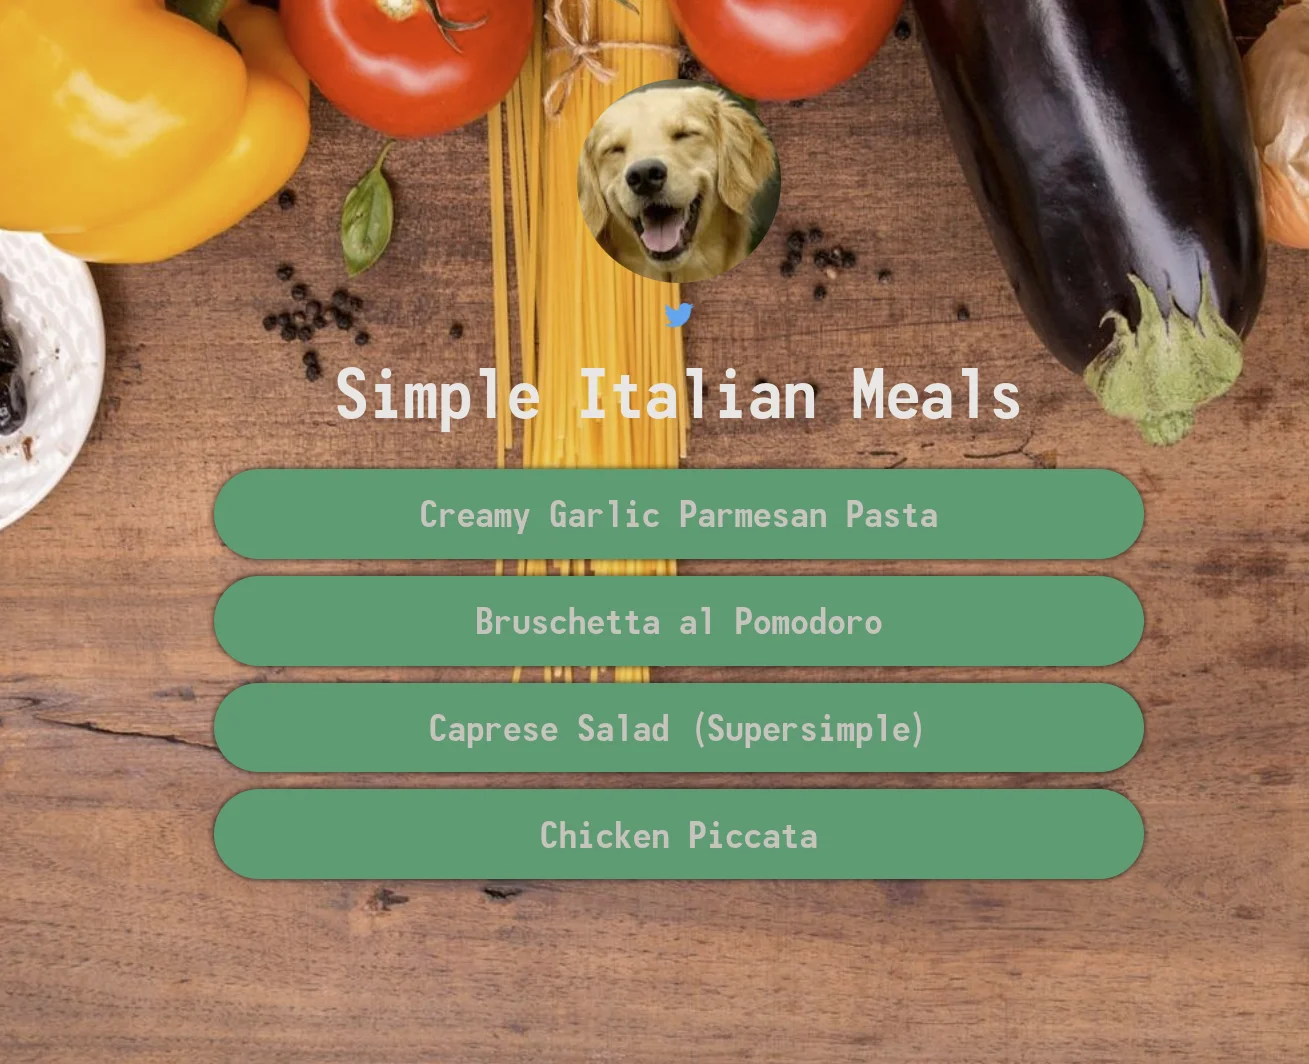 Simple Italian Meals
Creamy Garlic Parmesan Pasta
Bruschetta al Pomodoro
Caprese Salad (Supersimple)
Chicken Piccata